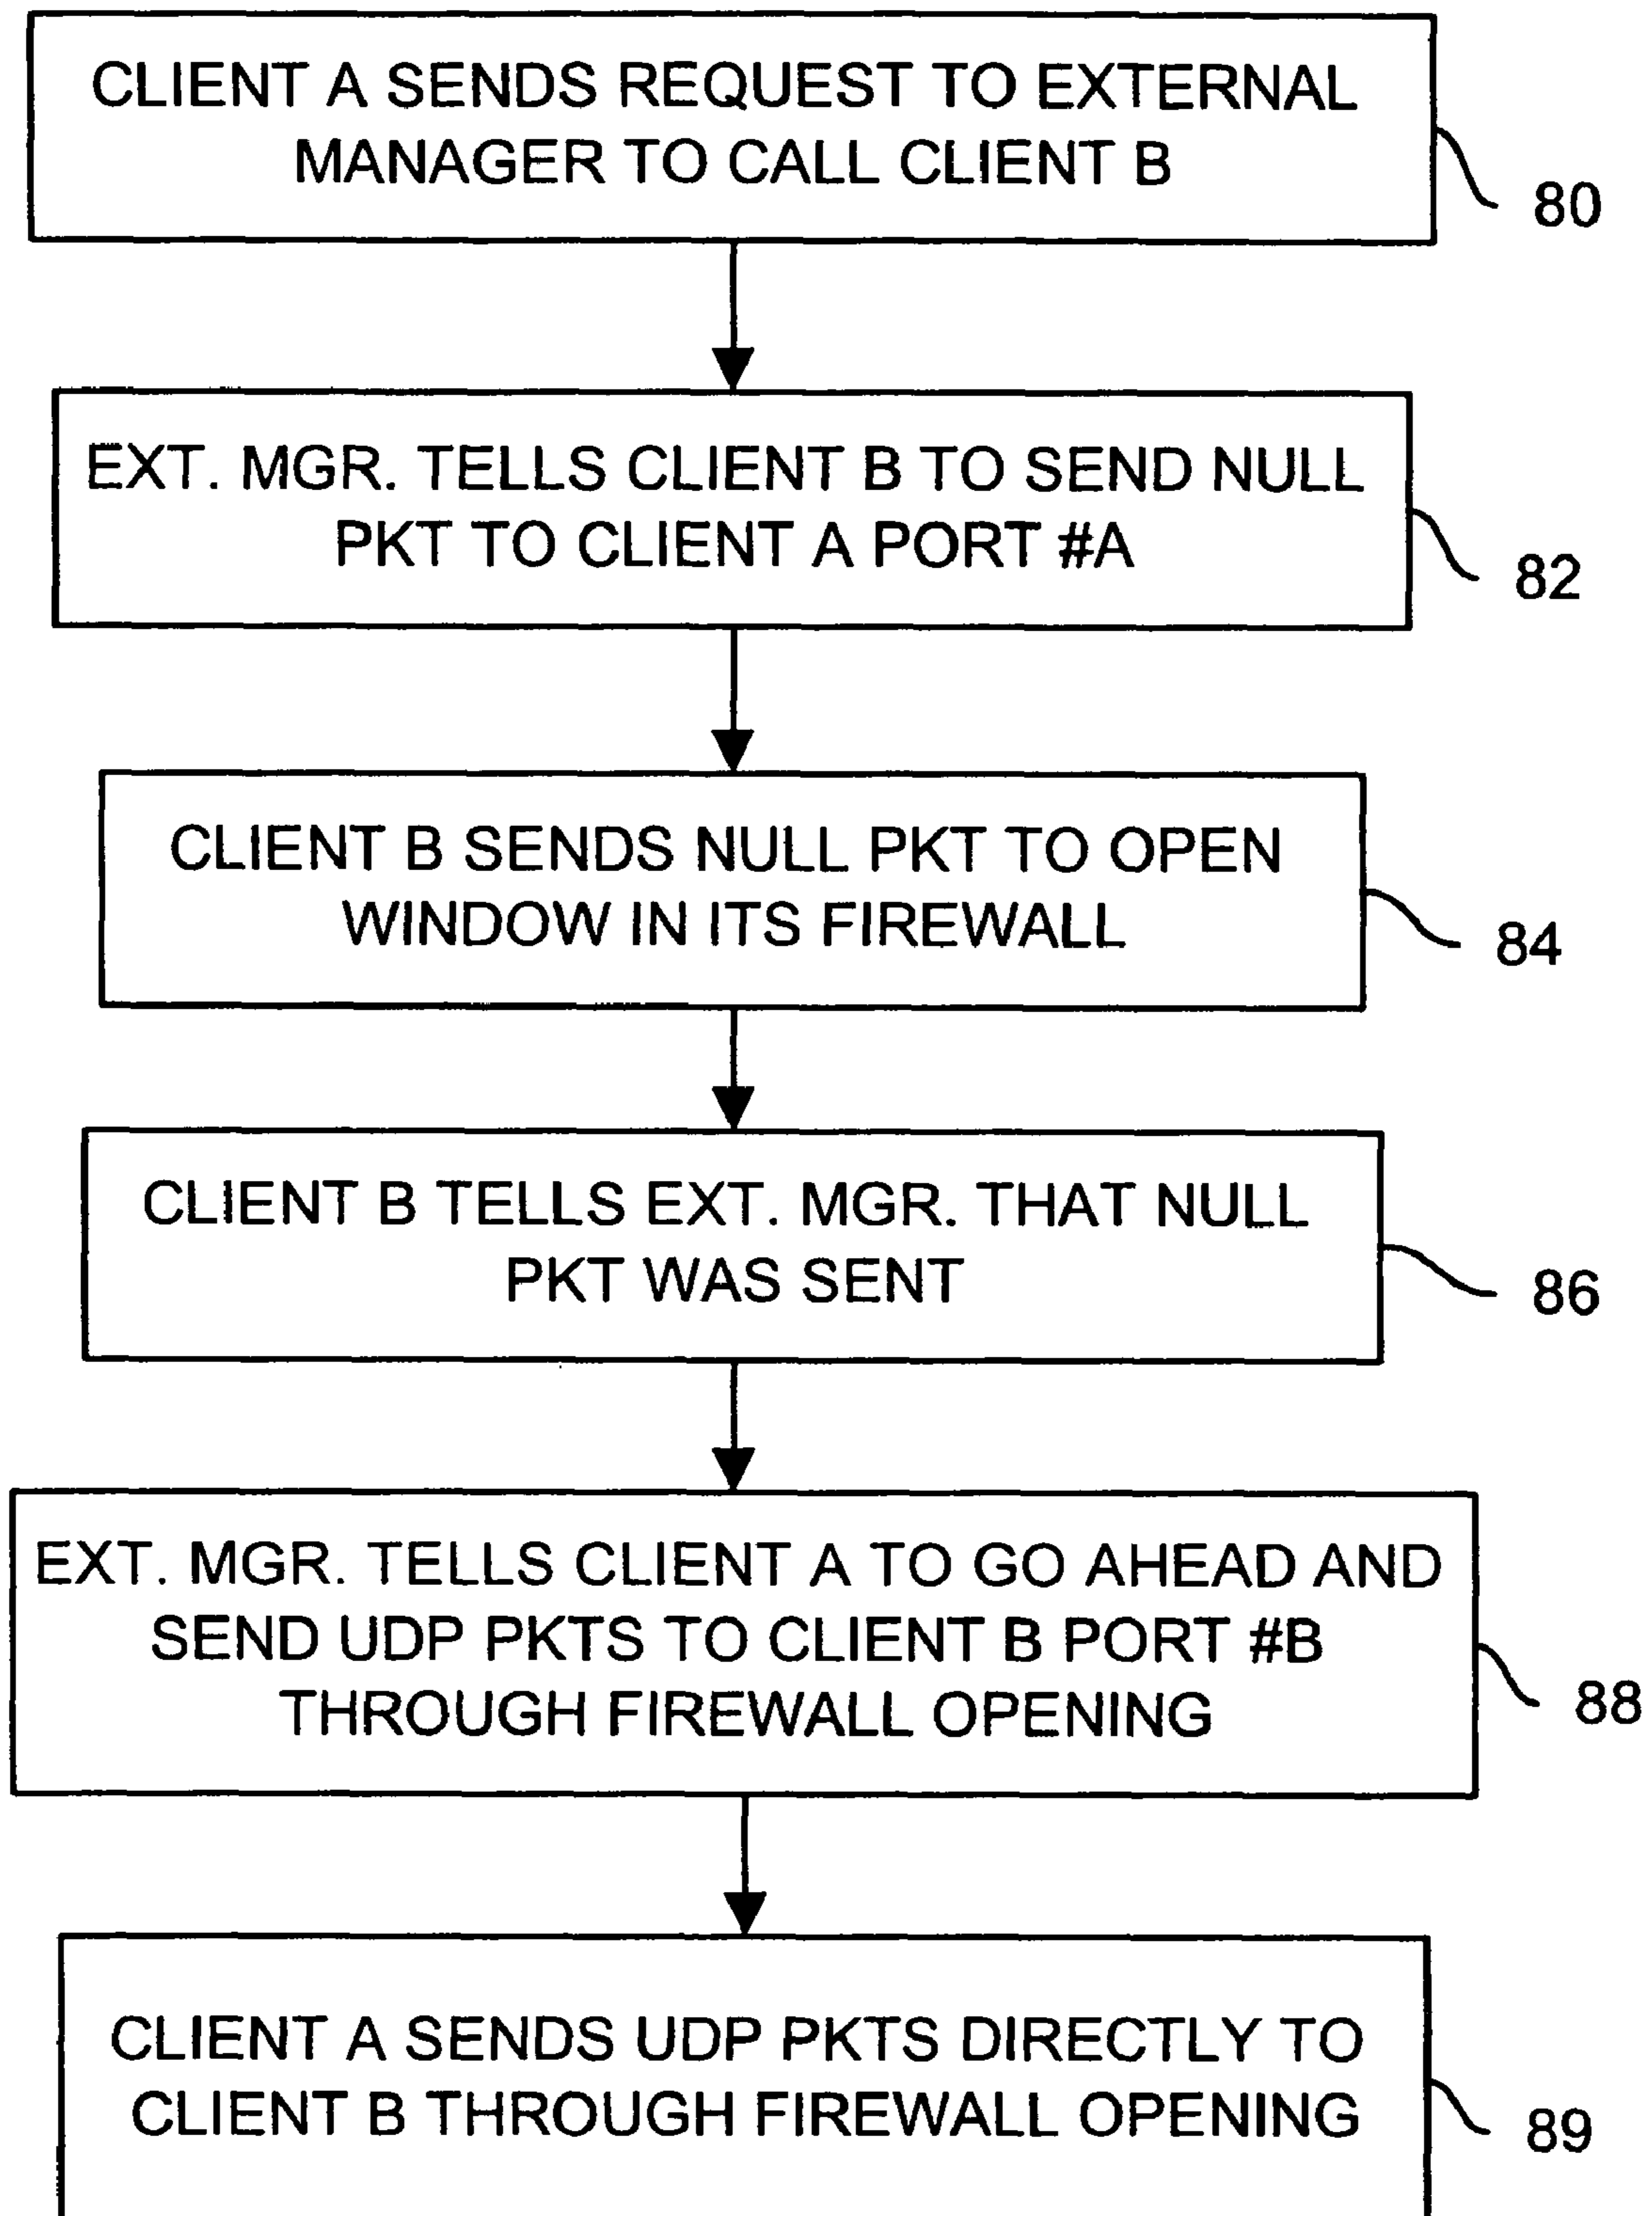 CLIENT A SENDS REQUEST TO EXTERNAL
MANAGER TO CALL CLIENT B
80
EXT. MGR. TELLS CLIENT B TO SEND NULL
PKT TO CLIENT A PORT #A
82
CLIENT B SENDS NULL PKT TO OPEN
WINDOW IN ITS FIREWALL
84
CLIENT B TELLS EXT. MGR. THAT NULL
PKT WAS SENT
86
EXT. MGR. TELLS CLIENT A TO GO AHEAD AND
SEND UDP PKTS TO CLIENT B PORT #B
THROUGH FIREWALL OPENING
88
CLIENT A SENDS UDP PKTS DIRECTLY TO
CLIENT B THROUGH FIREWALL OPENING
89